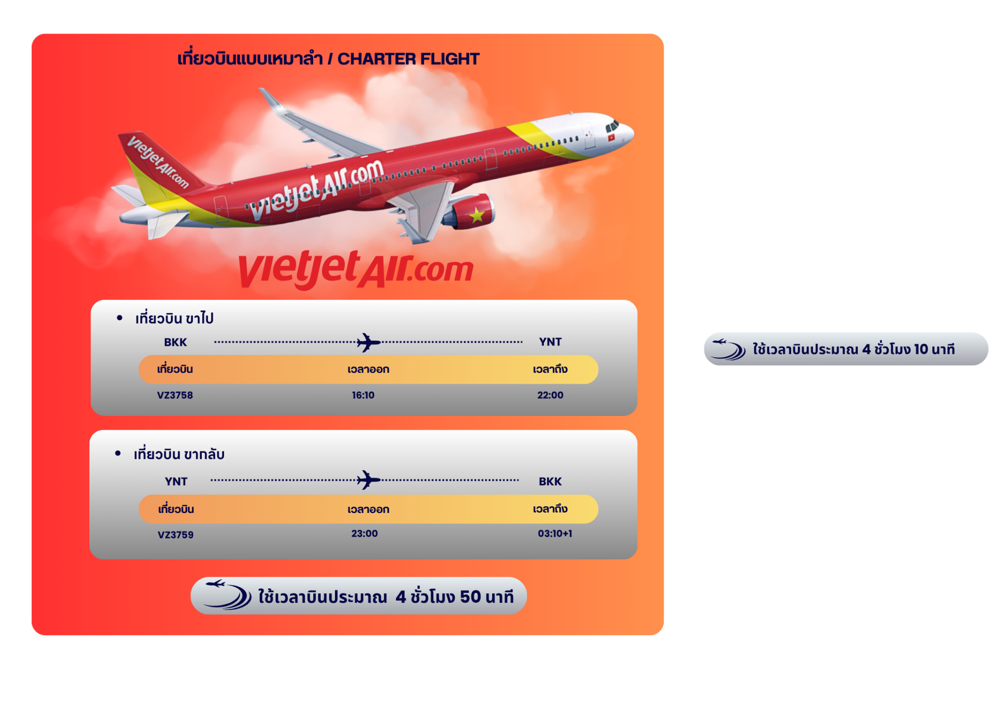 เที่ยวบินแบบเหมาลำ / CHARTER FLIGHT
vietjetAir.com
vietjetAir.com
vietjetAir.com
• เที่ยวบิน ขาไป
BKK YNT
เที่ยวบิน เวลาออก เวลาถึง
VZ3758 16:10 22:00
• เที่ยวบิน ขากลับ
YNT BKK
เที่ยวบิน เวลาออก เวลาถึง
VZ3759 23:00 03:10+1
ใช้เวลาบินประมาณ 4 ชั่วโมง 50 นาที
ใช้เวลาบินประมาณ 4 ชั่วโมง 10 นาที